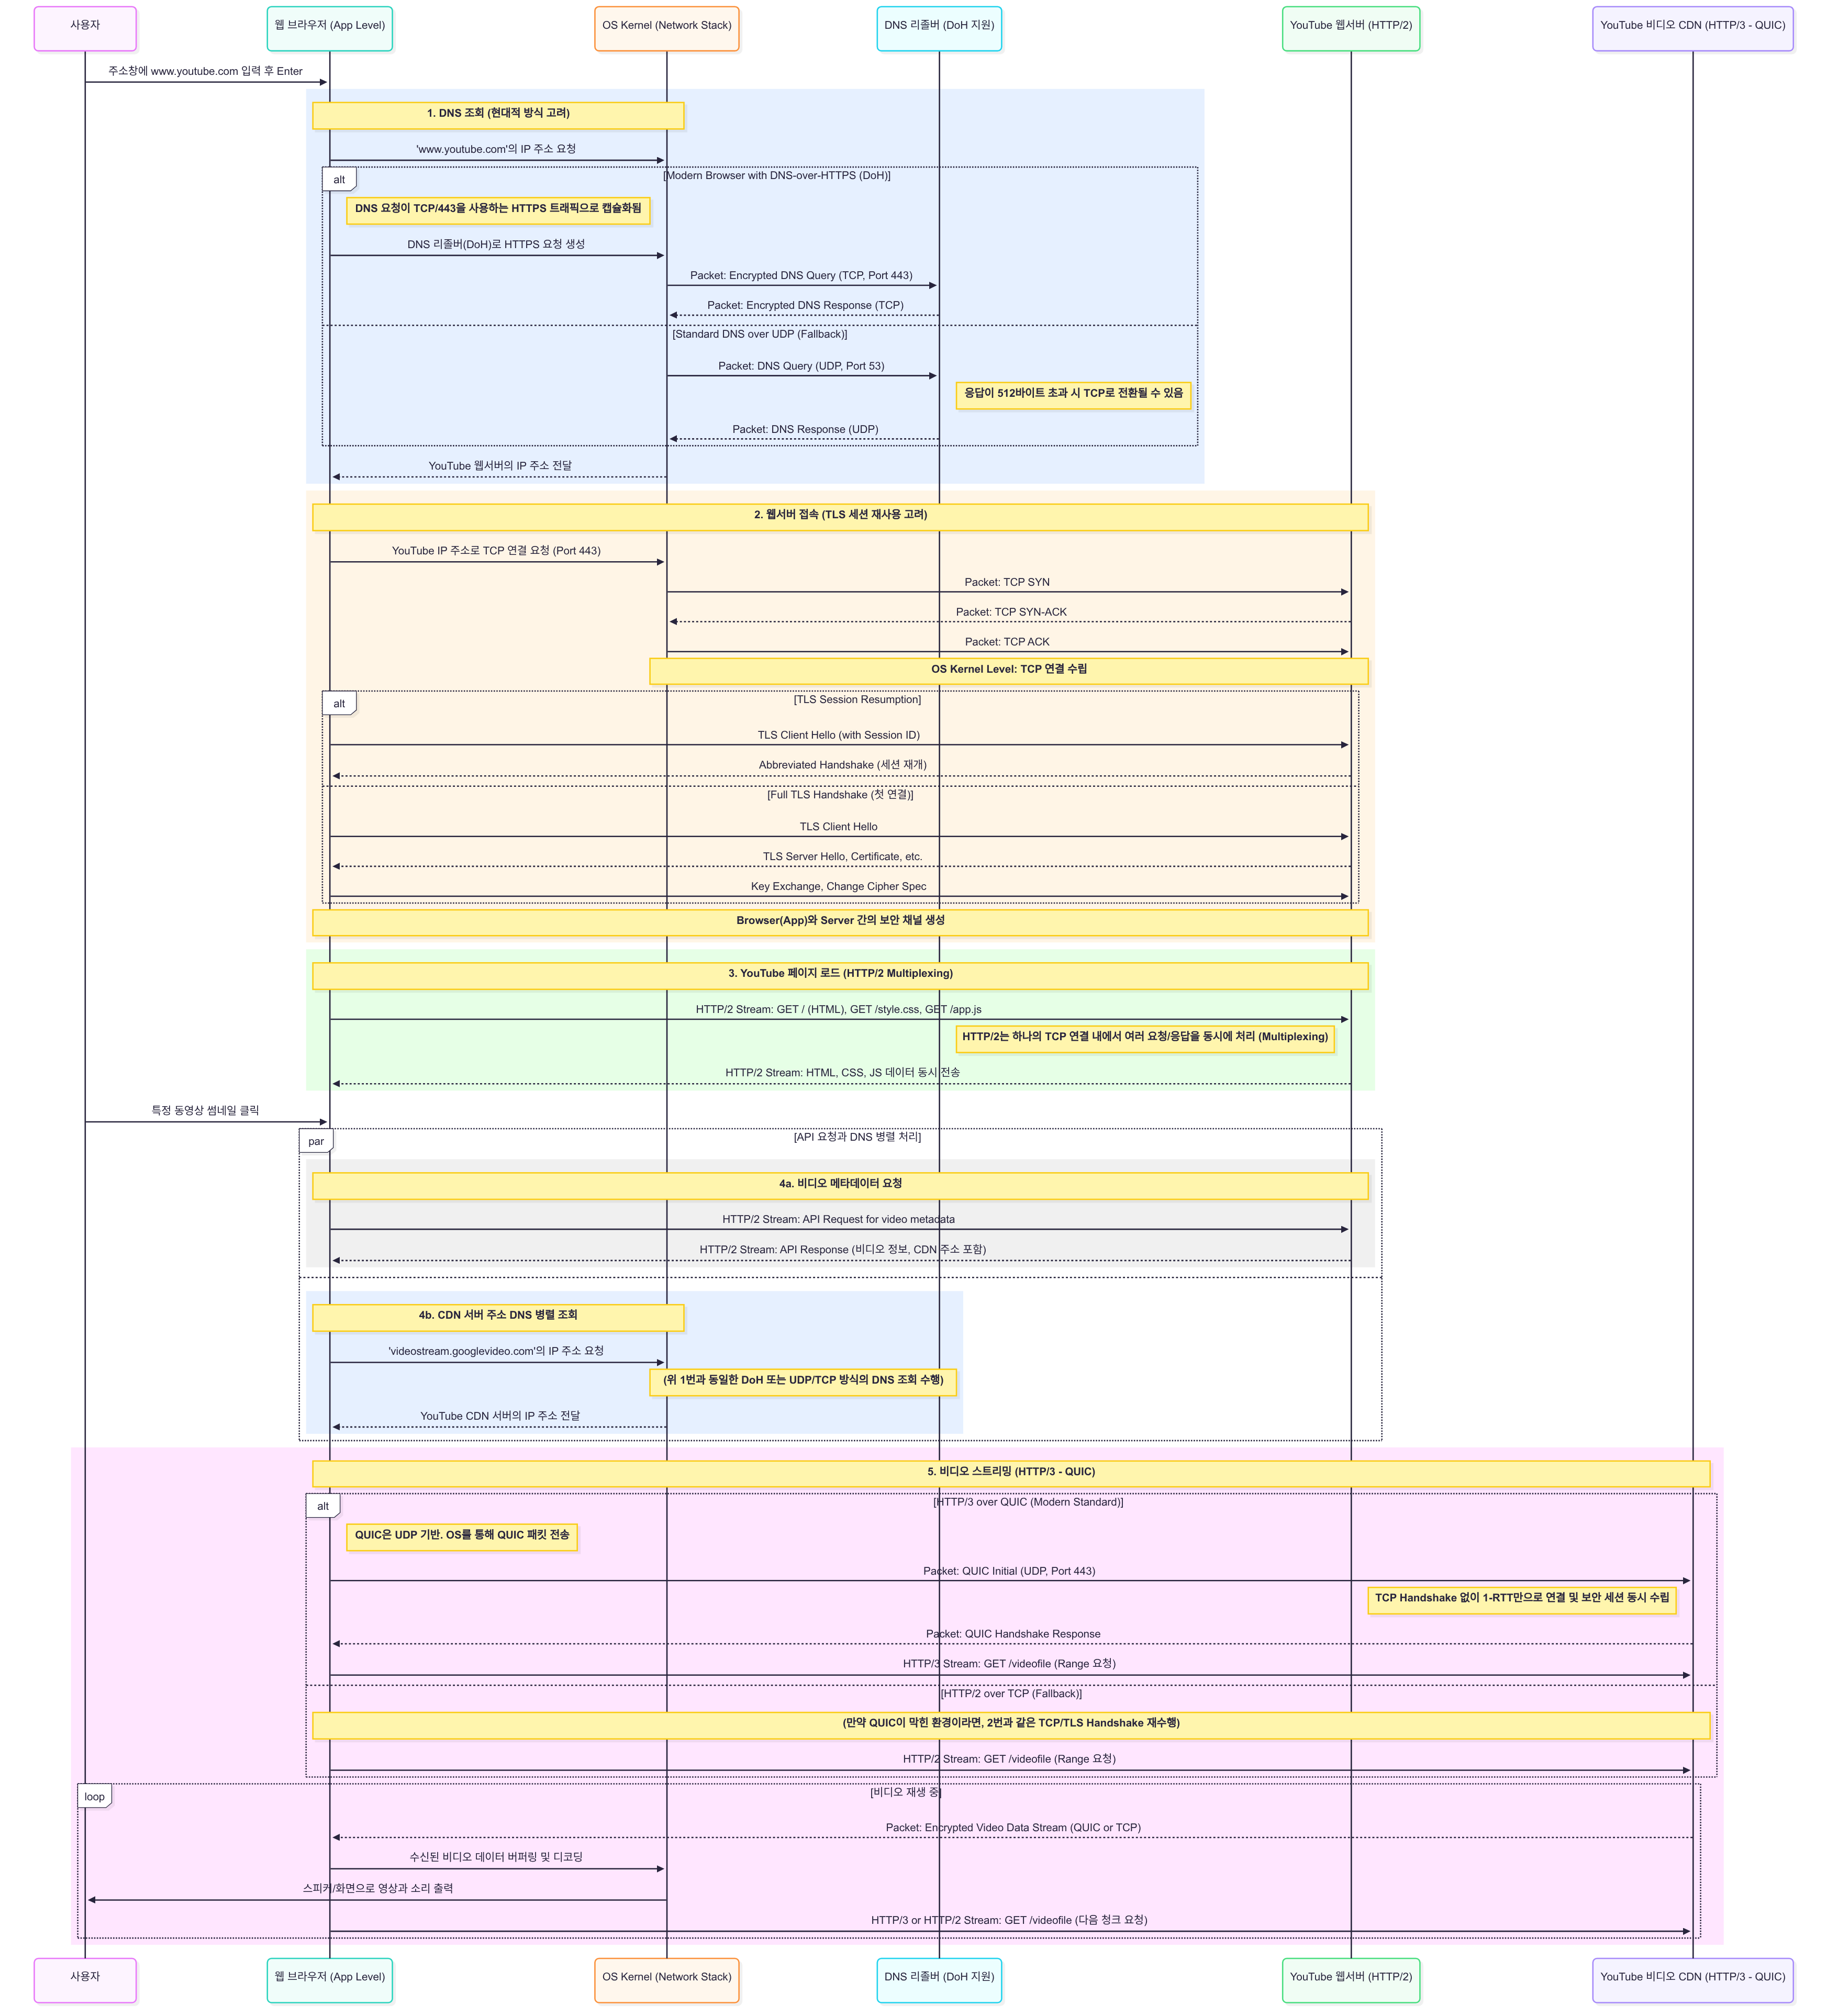 사용자
웹 브라우저 (App Level)
OS Kernel (Network Stack)
DNS 리졸버 (DoH 지원)
YouTube 웹서버 (HTTP/2)
YouTube 비디오 CDN (HTTP/3 - QUIC)
주소창에 www.youtube.com 입력 후 Enter
1. DNS 조회 (현대적 방식 고려)
'www.youtube.com'의 IP 주소 요청
alt
[Modern Browser with DNS-over-HTTPS (DoH)]
DNS 요청이 TCP/443을 사용하는 HTTPS 트래픽으로 캡슐화됨
DNS 리졸버(DoH)로 HTTPS 요청 생성
Packet: Encrypted DNS Query (TCP, Port 443)
Packet: Encrypted DNS Response (TCP)
[Standard DNS over UDP (Fallback)]
Packet: DNS Query (UDP, Port 53)
응답이 512바이트 초과 시 TCP로 전환될 수 있음
Packet: DNS Response (UDP)
YouTube 웹서버의 IP 주소 전달
2. 웹서버 접속 (TLS 세션 재사용 고려)
YouTube IP 주소로 TCP 연결 요청 (Port 443)
Packet: TCP SYN
Packet: TCP SYN-ACK
Packet: TCP ACK
OS Kernel Level: TCP 연결 수립
alt
[TLS Session Resumption]
TLS Client Hello (with Session ID)
Abbreviated Handshake (세션 재개)
[Full TLS Handshake (첫 연결)]
TLS Client Hello
TLS Server Hello, Certificate, etc.
Key Exchange, Change Cipher Spec
Browser(App)와 Server 간의 보안 채널 생성
3. YouTube 페이지 로드 (HTTP/2 Multiplexing)
HTTP/2 Stream: GET / (HTML), GET /style.css, GET /app.js
HTTP/2는 하나의 TCP 연결 내에서 여러 요청/응답을 동시에 처리 (Multiplexing)
HTTP/2 Stream: HTML, CSS, JS 데이터 동시 전송
특정 동영상 썸네일 클릭
par
[API 요청과 DNS 병렬 처리]
4a. 비디오 메타데이터 요청
HTTP/2 Stream: API Request for video metadata
HTTP/2 Stream: API Response (비디오 정보, CDN 주소 포함)
4b. CDN 서버 주소 DNS 병렬 조회
'videostream.googlevideo.com'의 IP 주소 요청
(위 1번과 동일한 DoH 또는 UDP/TCP 방식의 DNS 조회 수행)
YouTube CDN 서버의 IP 주소 전달
5. 비디오 스트리밍 (HTTP/3 - QUIC)
alt
[HTTP/3 over QUIC (Modern Standard)]
QUIC은 UDP 기반. OS를 통해 QUIC 패킷 전송
Packet: QUIC Initial (UDP, Port 443)
TCP Handshake 없이 1-RTT만으로 연결 및 보안 세션 동시 수립
Packet: QUIC Handshake Response
HTTP/3 Stream: GET /videofile (Range 요청)
[HTTP/2 over TCP (Fallback)]
(만약 QUIC이 막힌 환경이라면, 2번과 같은 TCP/TLS Handshake 재수행)
HTTP/2 Stream: GET /videofile (Range 요청)
loop
[비디오 재생 중]
Packet: Encrypted Video Data Stream (QUIC or TCP)
수신된 비디오 데이터 버퍼링 및 디코딩
스피커/화면으로 영상과 소리 출력
HTTP/3 or HTTP/2 Stream: GET /videofile (다음 청크 요청)
사용자
웹 브라우저 (App Level)
OS Kernel (Network Stack)
DNS 리졸버 (DoH 지원)
YouTube 웹서버 (HTTP/2)
YouTube 비디오 CDN (HTTP/3 - QUIC)